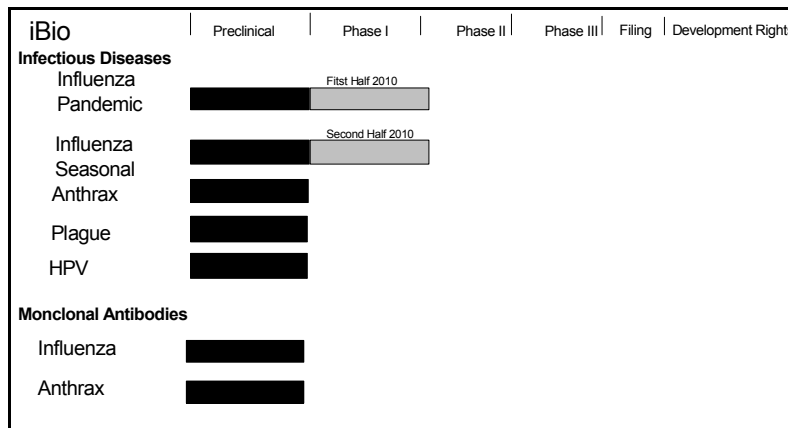 iBio Preclinical Phase I Phase II Phase III Filing Development Rights
Infectious Diseases
Fitst Half 2010
Influenza
Pandemic
Second Half 2010
Influenza
Seasonal
Anthrax
Plague
HPV
Monclonal Antibodies
Influenza
Anthrax